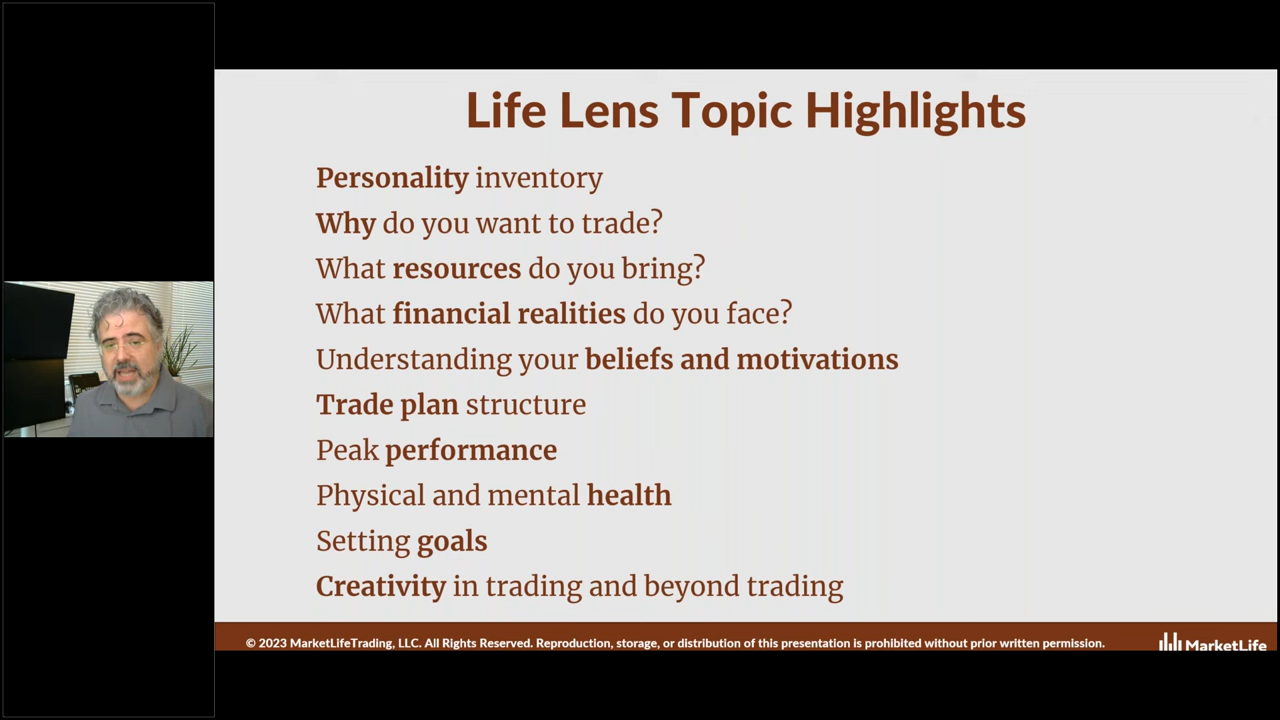 Life Lens Topic Highlights
Personality inventory
Why do you want to trade?
What resources do you bring?
What financial realities do you face?
Understanding your beliefs and motivations
Trade plan structure
Peak performance
Physical and mental health
Setting goals
Creativity in trading and beyond trading
© 2023 MarketLifeTrading, LLC. All Rights Reserved. Reproduction, storage, or distribution of this presentation is prohibited without prior written permission.
MarketLife